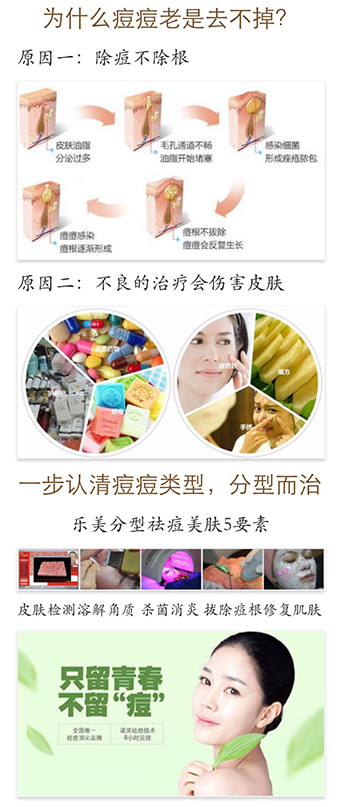 为什么痘痘老是去不掉？
原因一：除痘不除根
皮肤油脂
分泌过多
毛孔通道不畅
油脂开始堵塞
感染细菌
形成痤疮脓包
痘痘感染
痘根逐渐形成
痘根不拔除
痘痘会反复生长
原因二：不良的治疗会伤害皮肤
偏方
手挤
一步认清痘痘类型，分型而治
乐美分型祛痘美肤5要素
皮肤检测溶解角质 杀菌消炎 拔除痘根修复肌肤
只留青春
不留“痘”
全国唯一
祛痘顶尖品牌
诺奖祛痘技术
8小时见效